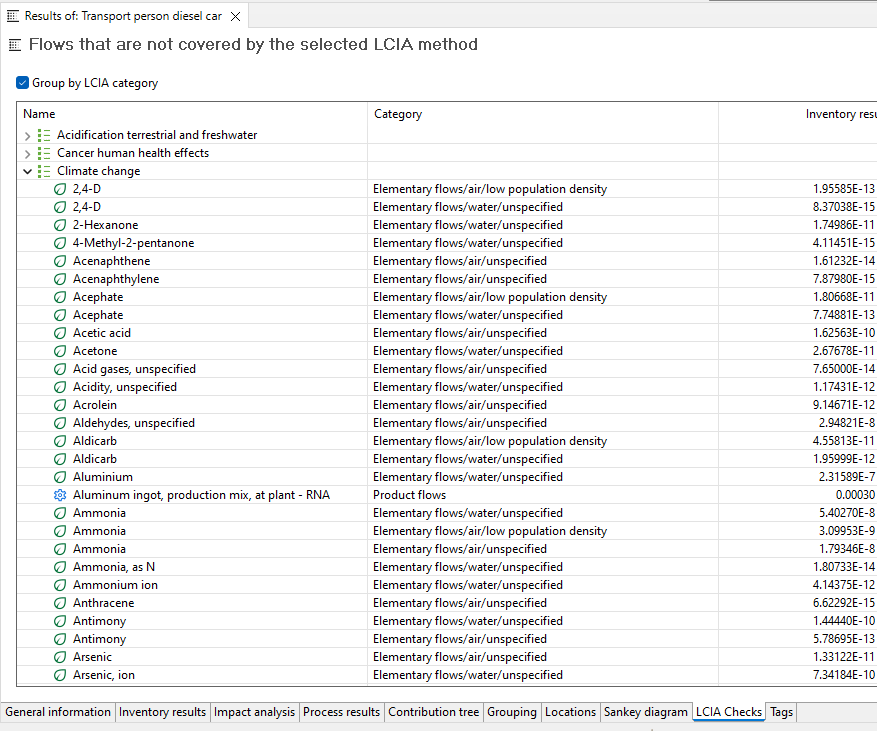 Results of: Transport person diesel car
Flows that are not covered by the selected LCIA method
Group by LCIA category
Name Category Inventory resu
Acidification terrestrial and freshwater
Cancer human health effects
Climate change
2,4-D Elementary flows/air/low population density 1.95585E-13
2,4-D Elementary flows/water/unspecified 8.37038E-15
2-Hexanone Elementary flows/water/unspecified 1.74986E-11
4-Methyl-2-pentanone Elementary flows/water/unspecified 4.11451E-15
Acenaphthene Elementary flows/air/unspecified 1.61232E-14
Acenaphthylene Elementary flows/air/unspecified 7.87980E-15
Acephate Elementary flows/air/low population density 1.80668E-11
Acephate Elementary flows/water/unspecified 7.74881E-13
Acetic acid Elementary flows/air/unspecified 1.62563E-10
Acetone Elementary flows/water/unspecified 2.67678E-11
Acid gases, unspecified Elementary flows/air/unspecified 7.65000E-14
Acidity, unspecified Elementary flows/water/unspecified 1.17431E-12
Acrolein Elementary flows/air/unspecified 9.14671E-12
Aldehydes, unspecified Elementary flows/air/unspecified 2.94821E-8
Aldicarb Elementary flows/air/low population density 4.55813E-11
Aldicarb Elementary flows/water/unspecified 1.95999E-12
Aluminium Elementary flows/water/unspecified 2.31589E-7
Aluminum ingot, production mix, at plant - RNA Product flows 0.00030
Ammonia Elementary flows/water/unspecified 5.40270E-8
Ammonia Elementary flows/air/low population density 3.09953E-9
Ammonia Elementary flows/air/unspecified 1.79346E-8
Ammonia, as N Elementary flows/water/unspecified 1.80733E-14
Ammonium ion Elementary flows/water/unspecified 4.14375E-12
Anthracene Elementary flows/air/unspecified 6.62292E-15
Antimony Elementary flows/water/unspecified 1.44440E-10
Antimony Elementary flows/air/unspecified 5.78695E-13
Arsenic Elementary flows/air/unspecified 1.33122E-11
Arsenic, ion Elementary flows/water/unspecified 7.34184E-10
General information Inventory results Impact analysis Process results Contribution tree Grouping Locations Sankey diagram LCIA Checks Tags